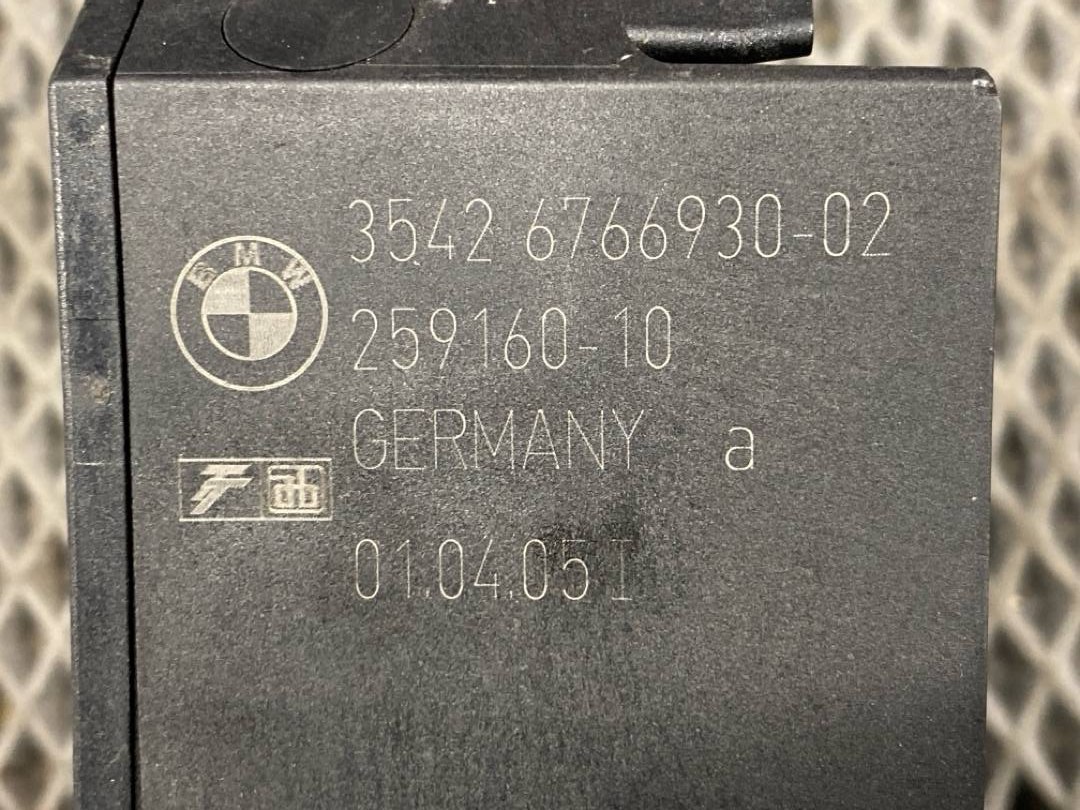 3542 6766930-02
BMW
259160-10
GERMANY a
01.04.05 I